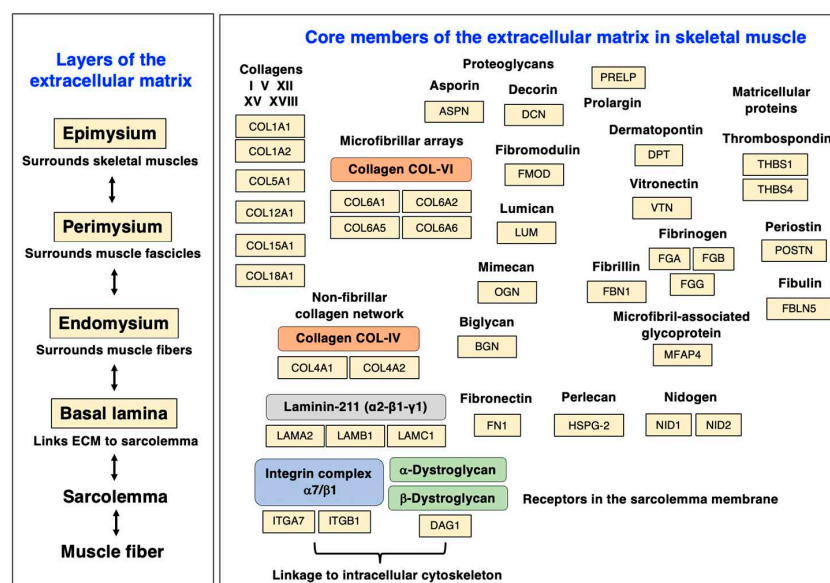 Layers of the
extracellular matrix
Epimysium
Surrounds skeletal muscles
Perimysium
Surrounds muscle fascicles
Endomysium
Surrounds muscle fibers
Basal lamina
Links ECM to sarcolemma
Sarcolemma
Muscle fiber
Core members of the extracellular matrix in skeletal muscle
Collagens
I V XII
XV XVIII
COL1A1
COL1A2
COL5A1
COL12A1
COL15A1
COL18A1
Microfibrillar arrays
Collagen COL-VI
COL6A1 COL6A2
COL6A5 COL6A6
Non-fibrillar
collagen network
Collagen COL-IV
COL4A1 COL4A2
Proteoglycans
Asporin
ASPN
Decorin
DCN
PRELP
Prolargin
Fibromodulin
FMOD
Lumican
LUM
Mimecan
OGN
Biglycan
BGN
Dermatopontin
DPT
Vitronectin
VTN
Fibrinogen
FGA FGB
FGG
Fibrillin
FBN1
Microfibril-associated
glycoprotein
MFAP4
Matricellular
proteins
Thrombospondin
THBS1
THBS4
Periostin
POSTN
Fibulin
FBLN5
Laminin-211 (α2-β1-γ1)
LAMA2 LAMB1 LAMC1
Fibronectin
FN1
Perlecan
HSPG-2
Nidogen
NID1 NID2
Integrin complex
α7/β1
ITGA7 ITGB1
α-Dystroglycan
β-Dystroglycan
DAG1
Receptors in the sarcolemma membrane
Linkage to intracellular cytoskeleton